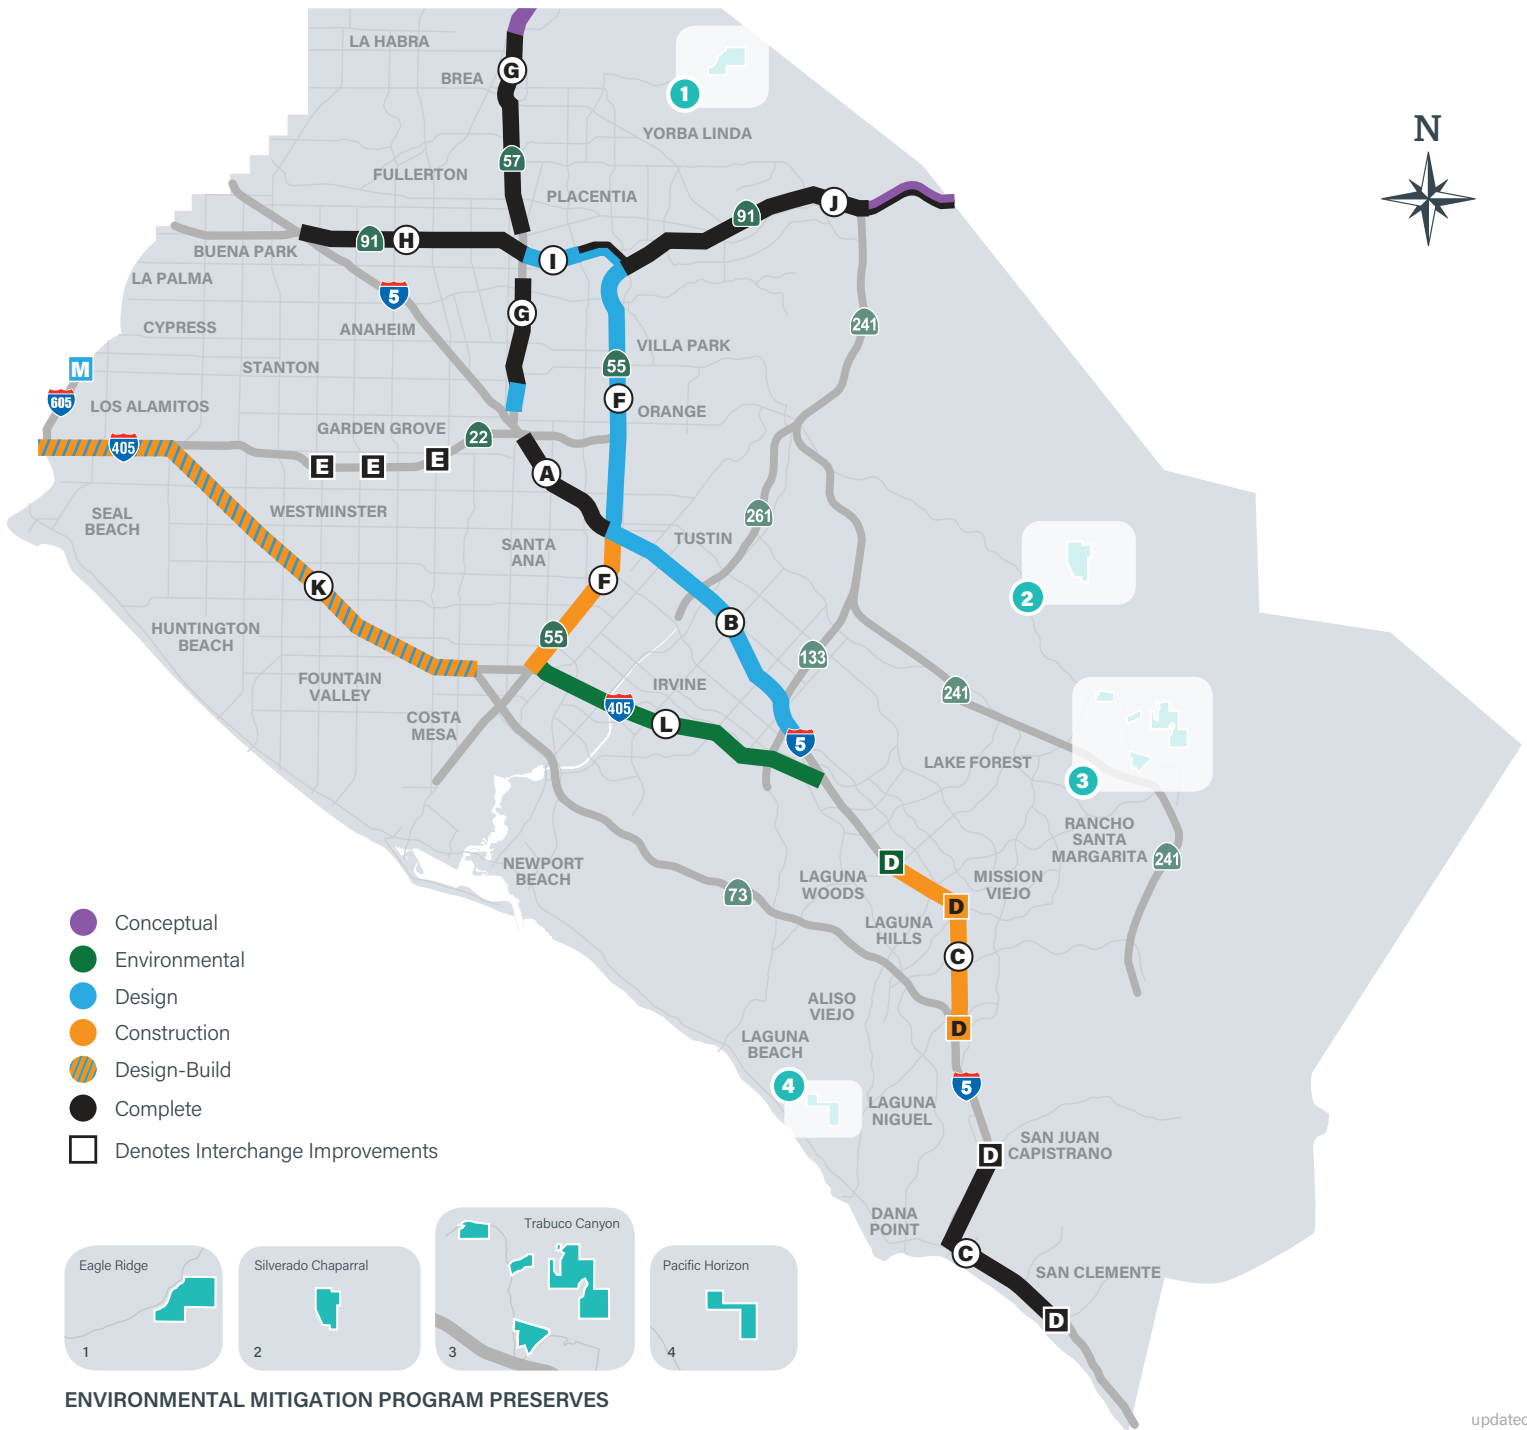 LA HABRA
G
BREA
1
N
YORBA LINDA
57
FULLERTON
PLACENTIA
J
91
91
H
BUENA PARK
I
LA PALMA
5
G
CYPRESS
ANAHEIM
241
VILLA PARK
M
STANTON
55
605
LOS ALAMITOS
F
ORANGE
GARDEN GROVE
22
405
E
E
E
A
SEAL
BEACH
WESTMINSTER
261
SANTA
ANA
TUSTIN
K
F
2
B
HUNTINGTON
BEACH
55
133
FOUNTAIN
VALLEY
IRVINE
241
405
COSTA
MESA
L
5
LAKE FOREST
3
RANCHO
SANTA
MARGARITA
241
NEWPORT
BEACH
D
LAGUNA
WOODS
MISSION
VIEJO
73
D
LAGUNA
HILLS
C
ALISO
VIEJO
D
LAGUNA
BEACH
4
5
LAGUNA
NIGUEL
SAN JUAN
CAPISTRANO
D
DANA
POINT
C
SAN CLEMENTE
D
Conceptual
Environmental
Design
Construction
Design-Build
Complete
Denotes Interchange Improvements
Eagle Ridge
1
Silverado Chaparral
2
Trabuco Canyon
3
Pacific Horizon
4
ENVIRONMENTAL MITIGATION PROGRAM PRESERVES
updated